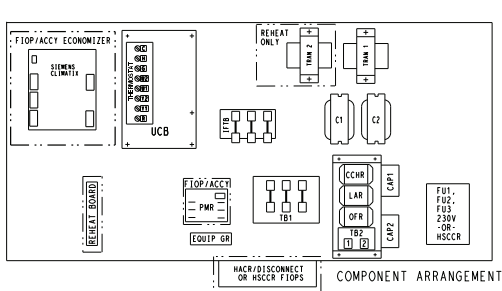 FIOP/ACCY ECONOMIZER
SIEMENS
CLIMATIX
THERMOSTAT
UCB
REHEAT
ONLY
TRAN 2
TRAN 1
IFTB
C1
C2
REHEAT BOARD
FIOP/ACCY
PMR
EQUIP GR
TB1
CCHR
LAR
OFR
TB2
1 2
CAP1
CAP2
FU1,
FU2,
FU3
230V
-OR-
HSCCR
HACR/DISCONNECT
OR HSCCR FIOPS
COMPONENT ARRANGEMENT